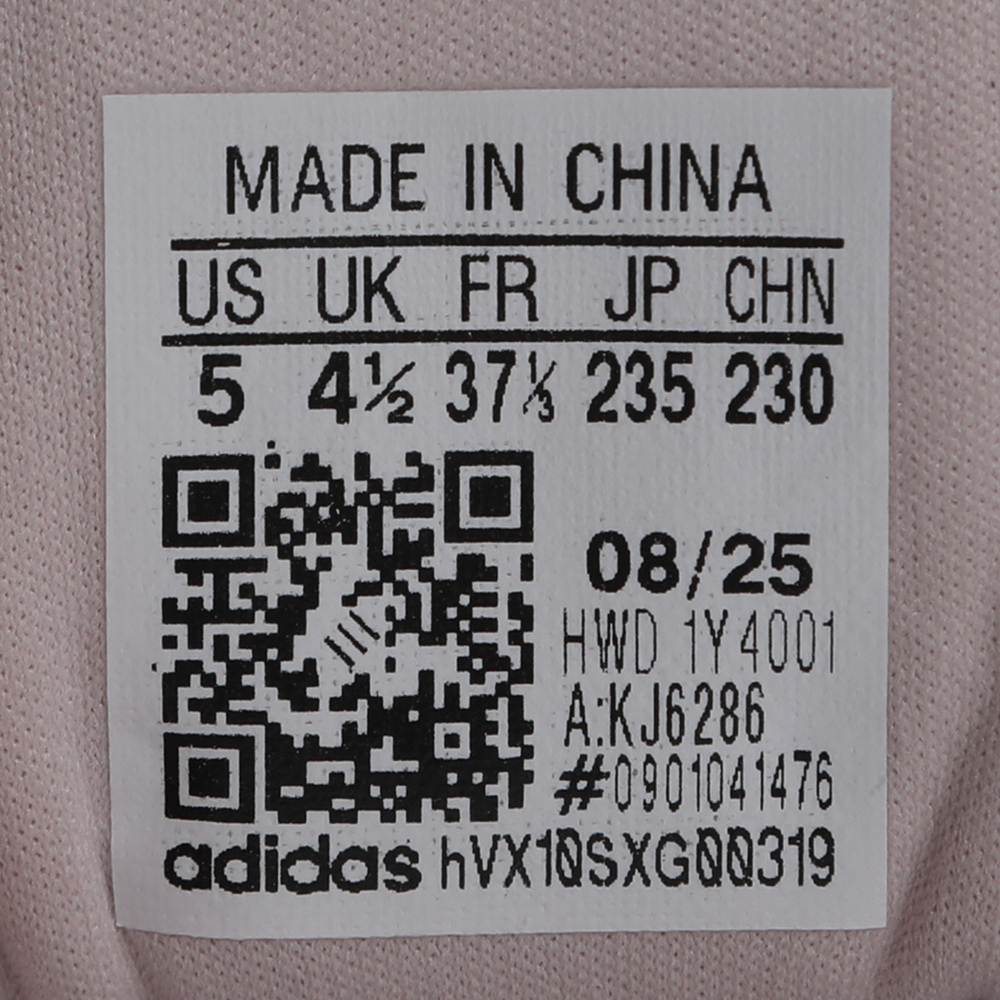 MADE IN CHINA
US UK FR JP CHN
5 4½ 37⅓ 235 230
08/25
HWD 1Y4001
A:KJ6286
#0901041476
adidas hVX10SXG00319